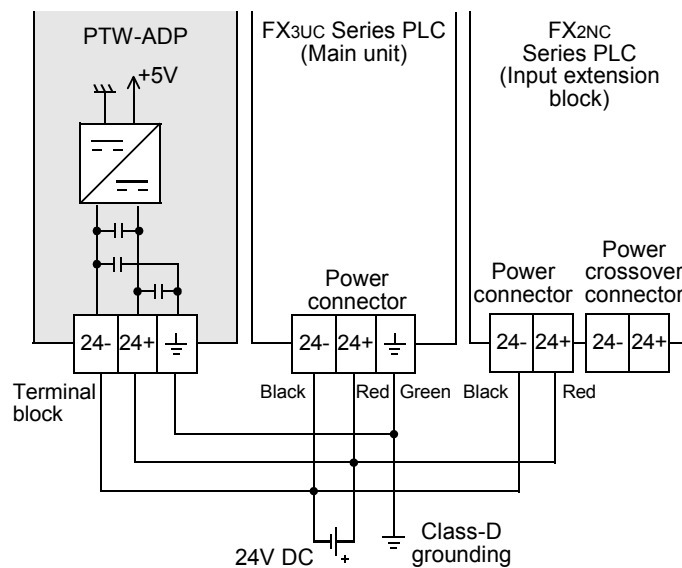 PTW-ADP
+5V
FX3UC Series PLC
(Main unit)
FX2NC
Series PLC
(Input extension
block)
Power
connector
Power
connector
Power
crossover
connector
24- 24+
24- 24+
24- 24+
24- 24+
Terminal
block
Black
Red
Green
Black
Red
24V DC
+
Class-D
grounding